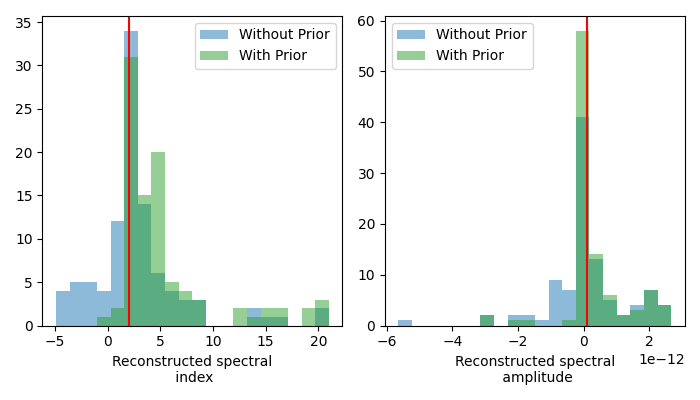 35
30
25
20
15
10
5
0
−5
0
5
10
15
20
Without Prior
With Prior
Reconstructed spectral
index
60
50
40
30
20
10
0
−6
−4
−2
0
2
1e−12
Without Prior
With Prior
Reconstructed spectral
amplitude